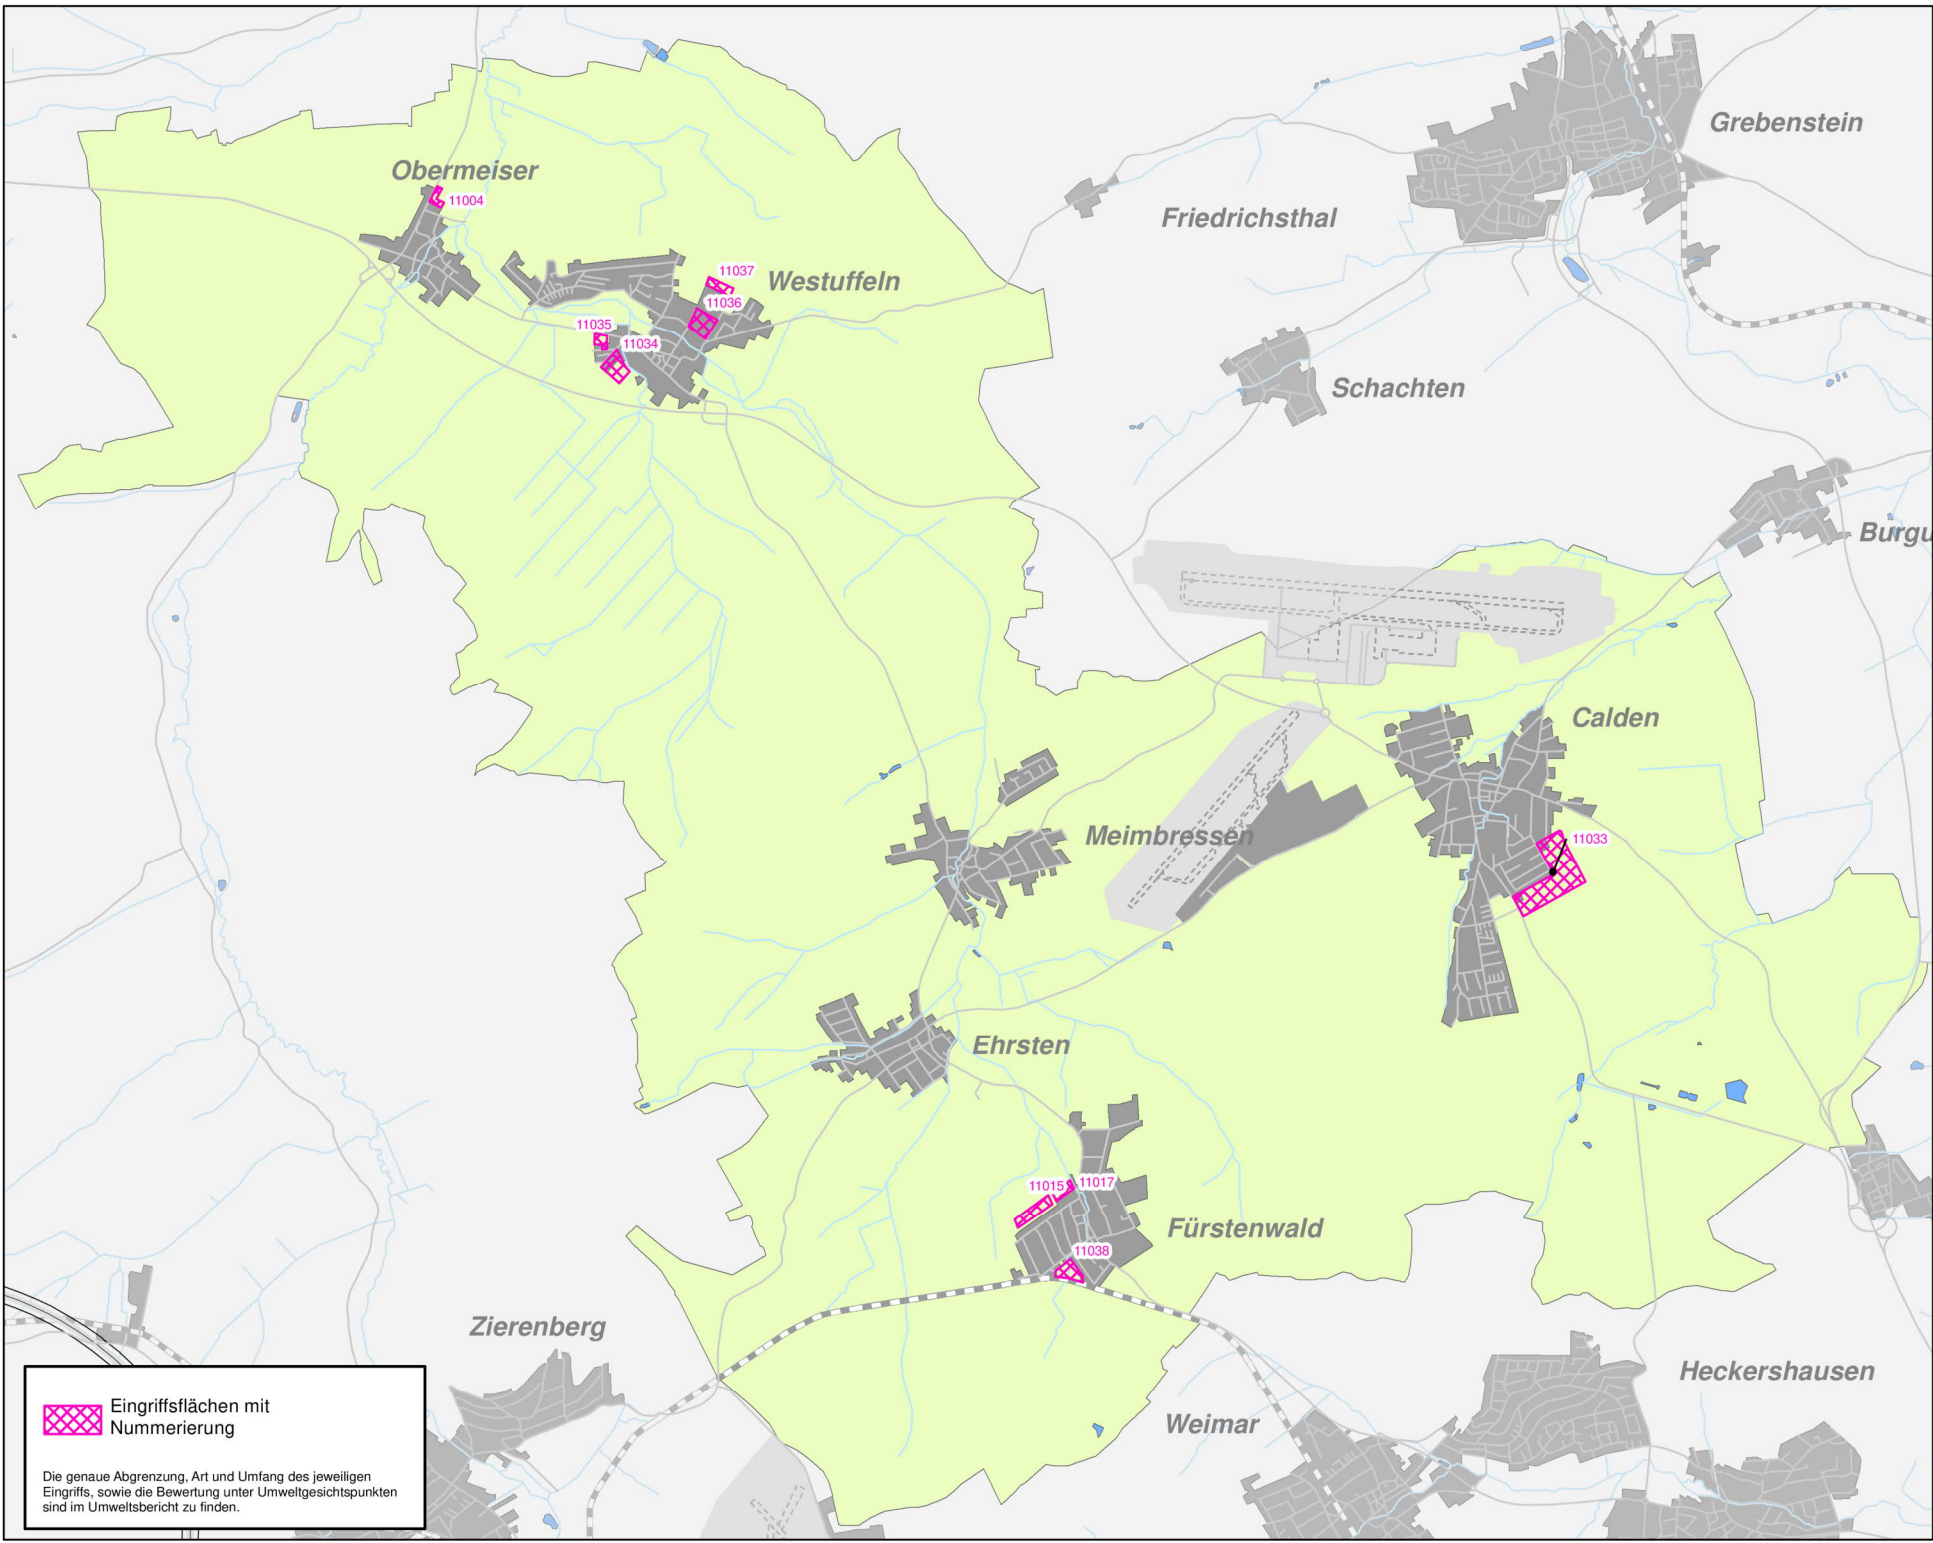 Grebenstein
Obermeiser
11004
Friedrichsthal
11037
Westuffeln
11036
11035
11034
Schachten
Burgu
Calden
Meimbressen
11033
Ehrsten
11015
11017
Fürstenwald
11038
Zierenberg
Heckershausen
Weimar
Eingriffsflächen mit
Nummerierung
Die genaue Abgrenzung, Art und Umfang des jeweiligen
Eingriffs, sowie die Bewertung unter Umweltgesichtspunkten
sind im Umweltsbericht zu finden.